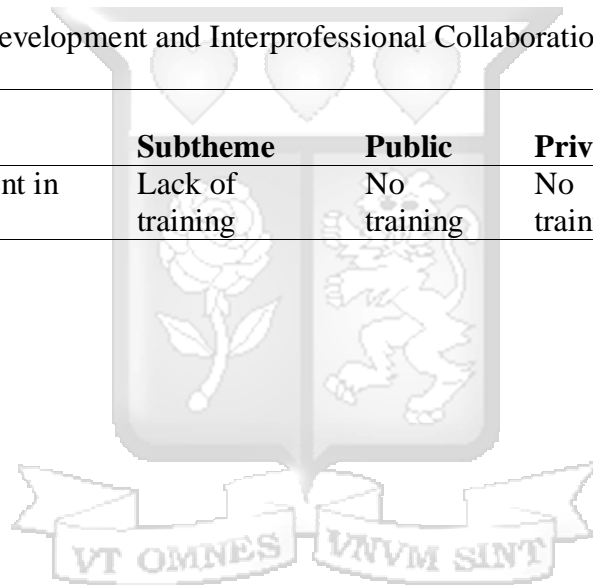 evelopment and Interprofessional Collaboratio
Subtheme Public Priv
nt in Lack of No No
training training train
VT OMNES VNVM SINT